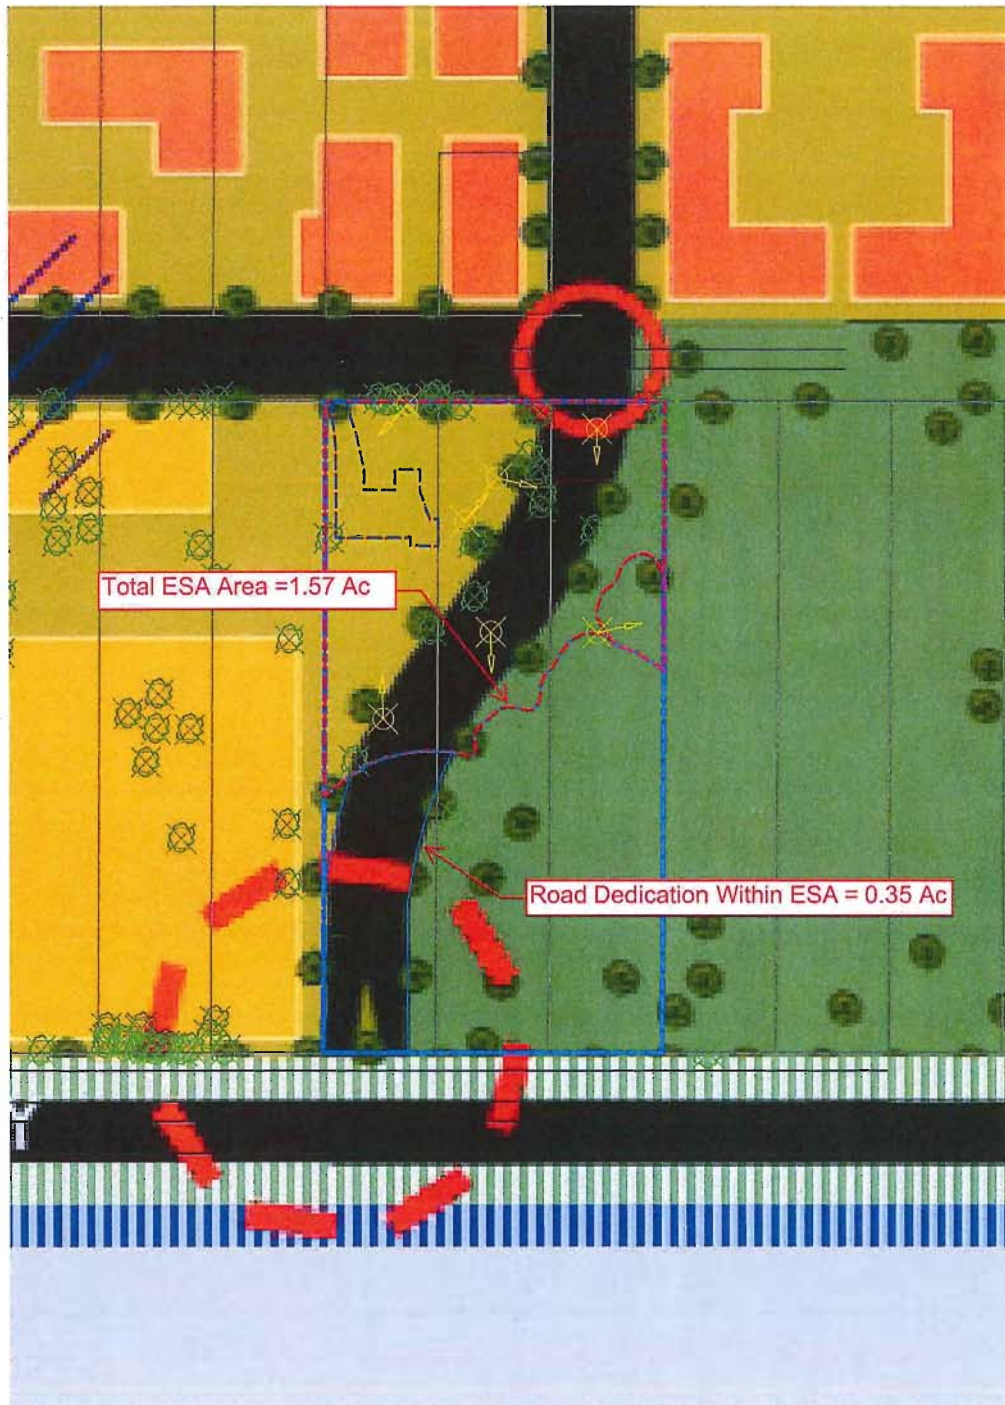 Total ESA Area =1.57 Ac
Road Dedication Within ESA = 0.35 Ac